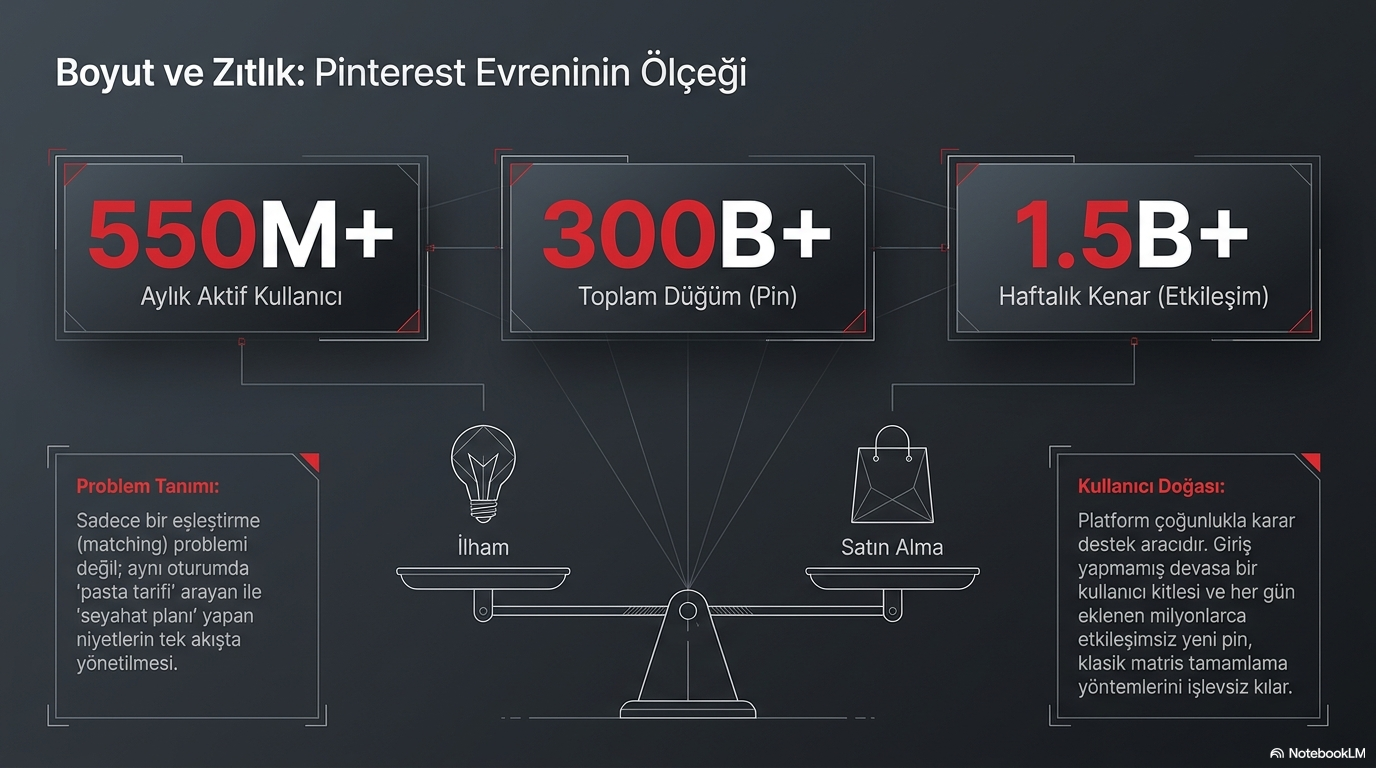 Boyut ve Zıtlık: Pinterest Evreninin Ölçeği
550M+
Aylık Aktif Kullanıcı
300B+
Toplam Düğüm (Pin)
1.5B+
Haftalık Kenar (Etkileşim)
Problem Tanımı:
Sadece bir eşleştirme
(matching) problemi
değil; aynı oturumda
'pasta tarifi' arayan ile
'seyahat planı' yapan
niyetlerin tek akışta
yönetilmesi.
İlham
Satın Alma
Kullanıcı Doğası:
Platform çoğunlukla karar
destek aracıdır. Giriş
yapmamış devasa bir
kullanıcı kitlesi ve her gün
eklenen milyonlarca
etkileşimsiz yeni pin,
klasik matris tamamlama
yöntemlerini işlevsiz kılar.
NotebookLM